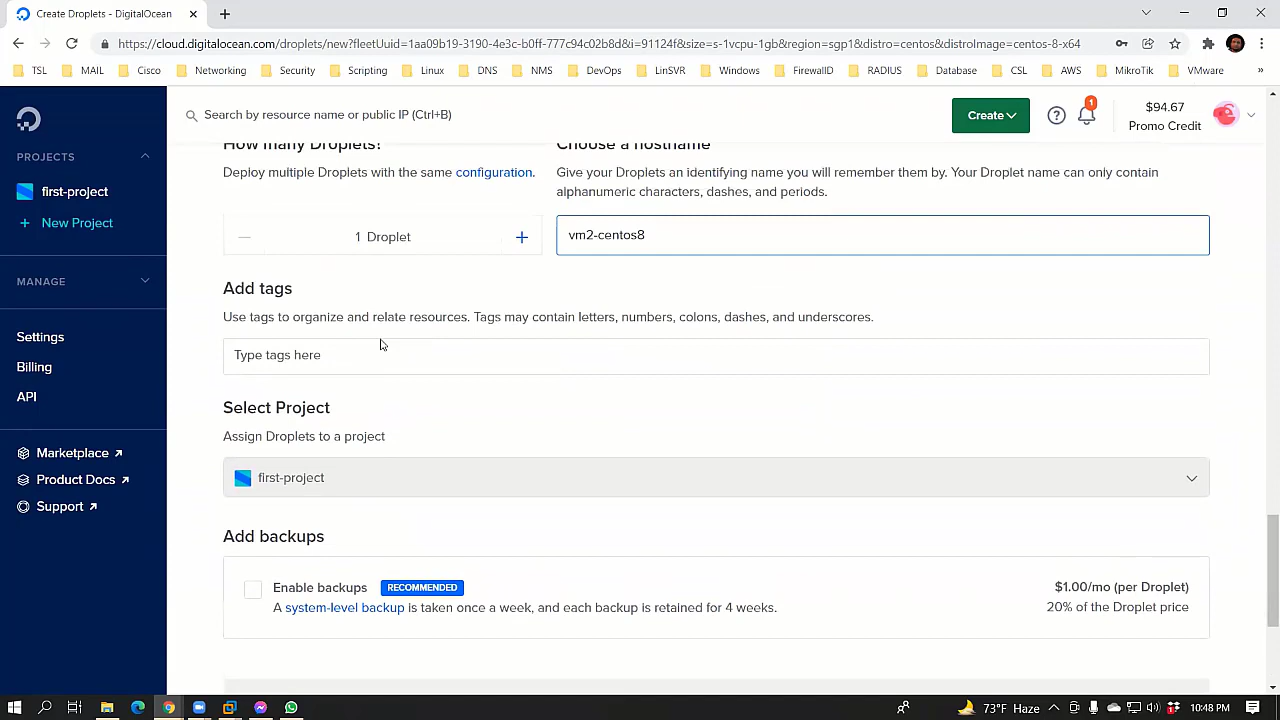 Create Droplets - DigitalOcean
https://cloud.digitalocean.com/droplets/new?fleetUuid=1aa09b19-3190-4e3c-b01f-777c94c02b8d&i=91124f&size=s-1vcpu-1gb&region=sgp1&distro=centos&distroImage=centos-8-x64
TSL MAIL Cisco Networking Security Scripting Linux DNS NMS DevOps LinSVR Windows FirewallD RADIUS Database CSL AWS MikroTik VMware »
Search by resource name or public IP (Ctrl+B)
Create
1
$94.67
Promo Credit
PROJECTS
first-project
+ New Project
MANAGE
Settings
Billing
API
Marketplace
Product Docs
Support
How many Droplets?
Deploy multiple Droplets with the same configuration.
1 Droplet
Choose a hostname
Give your Droplets an identifying name you will remember them by. Your Droplet name can only contain
alphanumeric characters, dashes, and periods.
vm2-centos8
Add tags
Use tags to organize and relate resources. Tags may contain letters, numbers, colons, dashes, and underscores.
Type tags here
Select Project
Assign Droplets to a project
first-project
Add backups
Enable backups RECOMMENDED
A system-level backup is taken once a week, and each backup is retained for 4 weeks.
$1.00/mo (per Droplet)
20% of the Droplet price
73°F Haze
10:48 PM